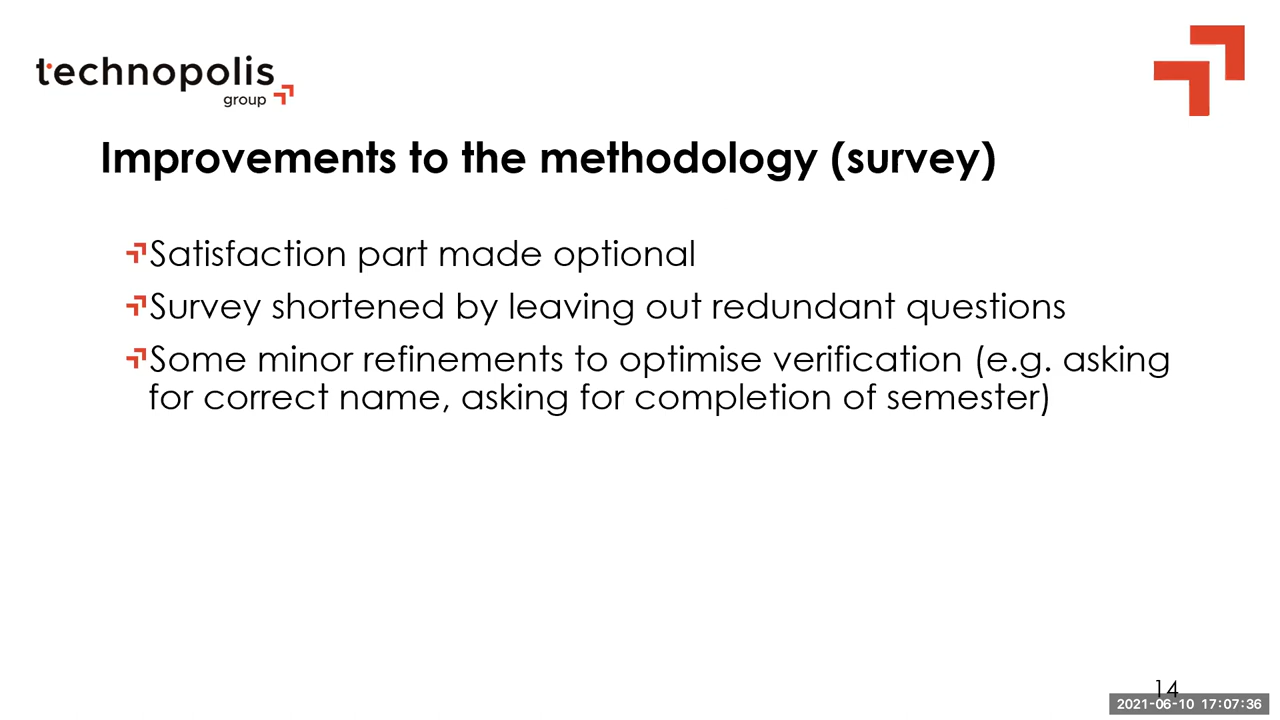 technopolis
group
Improvements to the methodology (survey)
Satisfaction part made optional
Survey shortened by leaving out redundant questions
Some minor refinements to optimise verification (e.g. asking
for correct name, asking for completion of semester)
14
2021-06-10 17:07:36